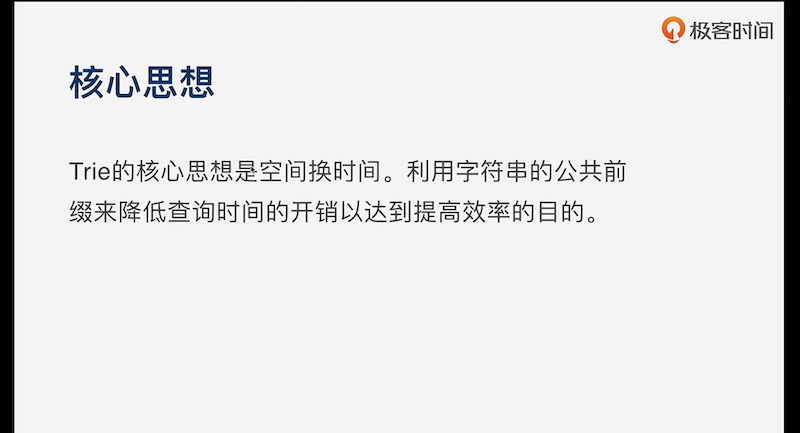 极客时间
核心思想
Trie的核心思想是空间换时间。利用字符串的公共前
缀来降低查询时间的开销以达到提高效率的目的。